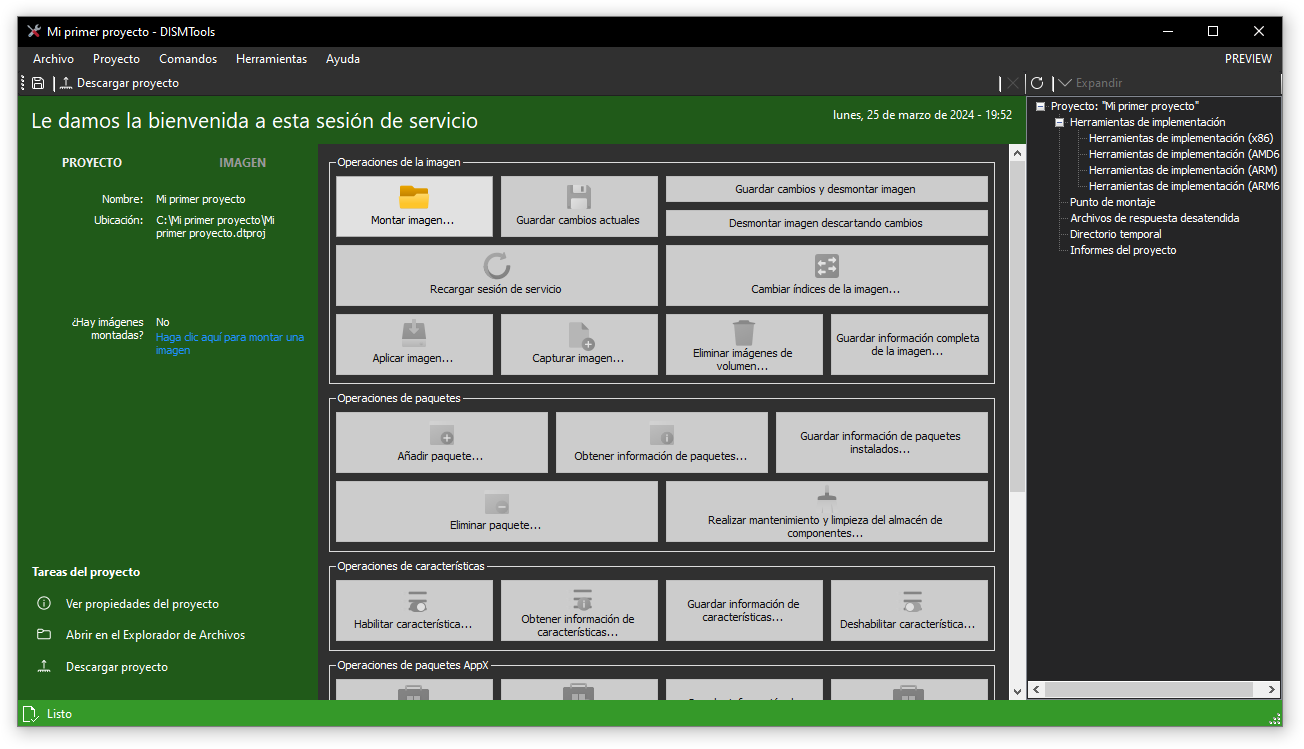 Mi primer proyecto - DISMTools
Archivo Proyecto Comandos Herramientas Ayuda PREVIEW
Descargar proyecto
Expandir
Le damos la bienvenida a esta sesión de servicio
lunes, 25 de marzo de 2024 - 19:52
PROYECTO IMAGEN
Nombre: Mi primer proyecto
Ubicación: C:\Mi primer proyecto\Mi
primer proyecto.dtproj
¿Hay imágenes
montadas?
No
Haga clic aquí para montar una
imagen
Tareas del proyecto
Ver propiedades del proyecto
Abrir en el Explorador de Archivos
Descargar proyecto
Operaciones de la imagen
Montar imagen...
Guardar cambios actuales
Guardar cambios y desmontar imagen
Desmontar imagen descartando cambios
Recargar sesión de servicio
Cambiar índices de la imagen...
Aplicar imagen...
Capturar imagen...
Eliminar imágenes de
volumen...
Guardar información completa
de la imagen...
Operaciones de paquetes
Añadir paquete...
Obtener información de paquetes...
Guardar información de paquetes
instalados...
Eliminar paquete...
Realizar mantenimiento y limpieza del almacén de
componentes...
Operaciones de características
Habilitar característica...
Obtener información de
características...
Guardar información de
características...
Deshabilitar característica...
Operaciones de paquetes AppX
Proyecto: "Mi primer proyecto"
Herramientas de implementación
Herramientas de implementación (x86)
Herramientas de implementación (AMD6
Herramientas de implementación (ARM)
Herramientas de implementación (ARM6
Punto de montaje
Archivos de respuesta desatendida
Directorio temporal
Informes del proyecto
Listo